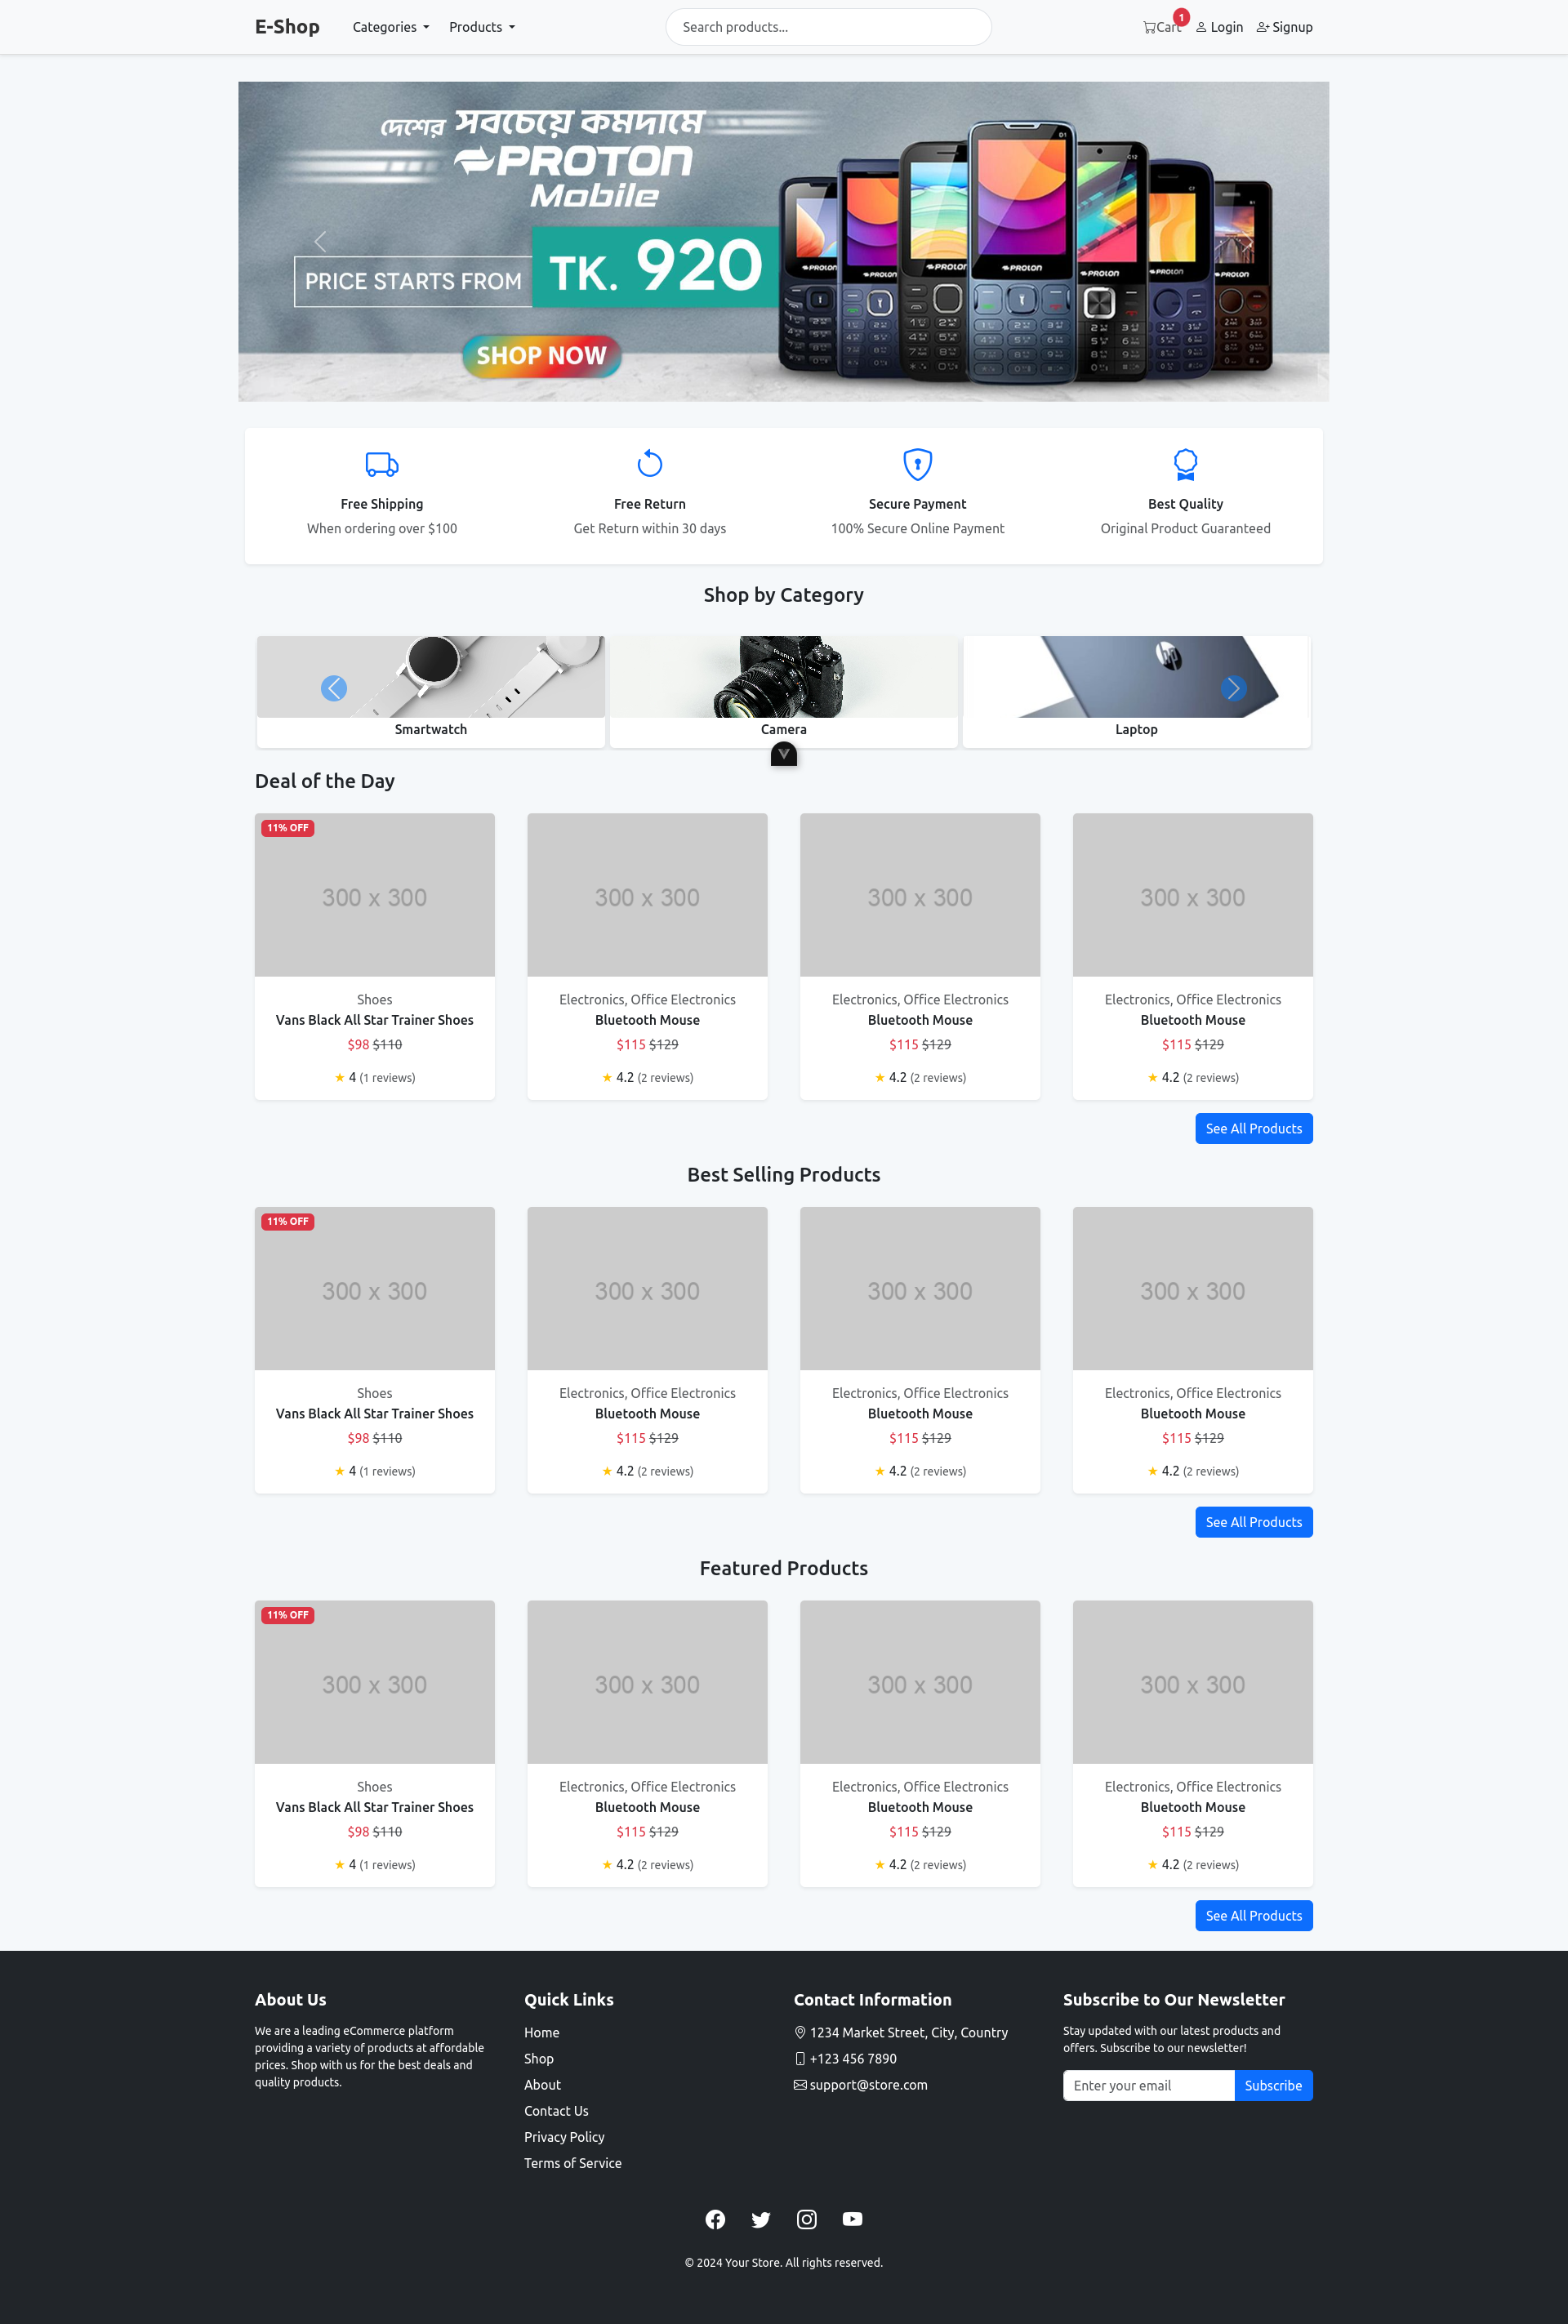 E-Shop
Categories
Products
Search products...
Cart
1
Login
Signup
দেশের সবচেয়ে কমদামে
PROTON
Mobile
PRICE STARTS FROM
TK. 920
SHOP NOW
D1
C12
CF
B1
PROLON PROLON PROLON PROLON PROLON PROLON
Free Shipping
When ordering over $100
Free Return
Get Return within 30 days
Secure Payment
100% Secure Online Payment
Best Quality
Original Product Guaranteed
Shop by Category
hp
Smartwatch
Camera
Laptop
Deal of the Day
11% OFF
300 x 300
300 x 300
300 x 300
300 x 300
Shoes
Vans Black All Star Trainer Shoes
$98 $110
★ 4 (1 reviews)
Electronics, Office Electronics
Bluetooth Mouse
$115 $129
★ 4.2 (2 reviews)
Electronics, Office Electronics
Bluetooth Mouse
$115 $129
★ 4.2 (2 reviews)
Electronics, Office Electronics
Bluetooth Mouse
$115 $129
★ 4.2 (2 reviews)
See All Products
Best Selling Products
11% OFF
300 x 300
300 x 300
300 x 300
300 x 300
Shoes
Vans Black All Star Trainer Shoes
$98 $110
★ 4 (1 reviews)
Electronics, Office Electronics
Bluetooth Mouse
$115 $129
★ 4.2 (2 reviews)
Electronics, Office Electronics
Bluetooth Mouse
$115 $129
★ 4.2 (2 reviews)
Electronics, Office Electronics
Bluetooth Mouse
$115 $129
★ 4.2 (2 reviews)
See All Products
Featured Products
11% OFF
300 x 300
300 x 300
300 x 300
300 x 300
Shoes
Vans Black All Star Trainer Shoes
$98 $110
★ 4 (1 reviews)
Electronics, Office Electronics
Bluetooth Mouse
$115 $129
★ 4.2 (2 reviews)
Electronics, Office Electronics
Bluetooth Mouse
$115 $129
★ 4.2 (2 reviews)
Electronics, Office Electronics
Bluetooth Mouse
$115 $129
★ 4.2 (2 reviews)
See All Products
About Us
We are a leading eCommerce platform
providing a variety of products at affordable
prices. Shop with us for the best deals and
quality products.
Quick Links
Home
Shop
About
Contact Us
Privacy Policy
Terms of Service
Contact Information
1234 Market Street, City, Country
+123 456 7890
support@store.com
Subscribe to Our Newsletter
Stay updated with our latest products and
offers. Subscribe to our newsletter!
Enter your email
Subscribe
© 2024 Your Store. All rights reserved.